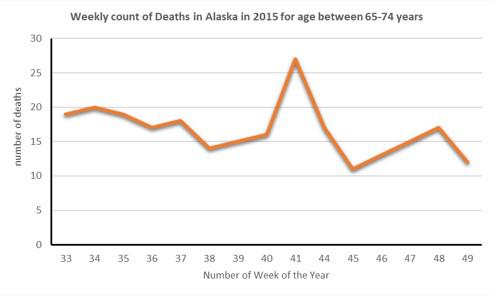 Weekly count of Deaths in Alaska in 2015 for age between 65-74 years
30
25
20
15
10
5
0
number of deaths
33 34 35 36 37 38 39 40 41 44 45 46 47 48 49
Number of Week of the Year